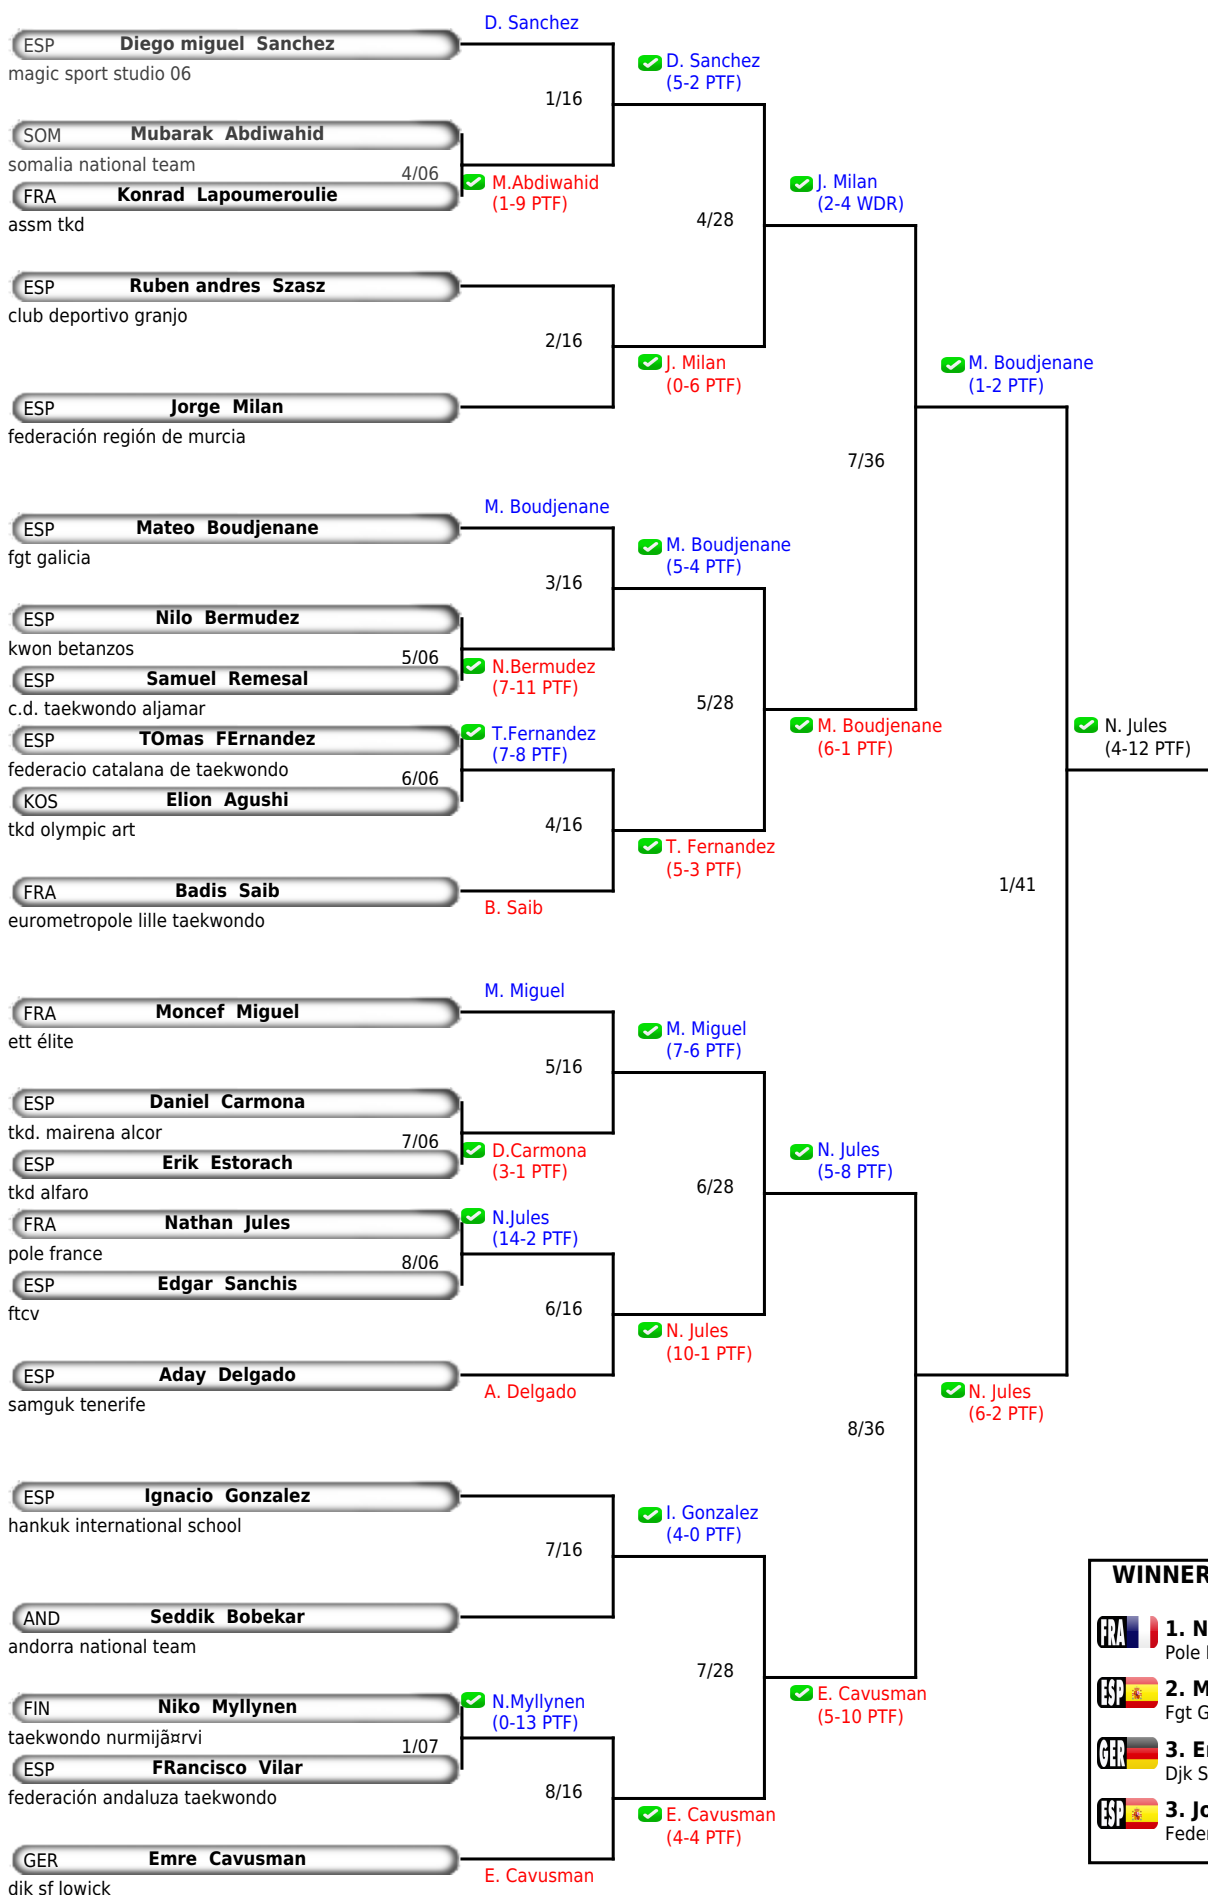 D. Sanchez
ESP Diego miguel Sanchez
magic sport studio 06
D. Sanchez
(5-2 PTF)
1/16
SOM Mubarak Abdiwahid
somalia national team
4/06
FRA Konrad Lapoumeroulie
assm tkd
M.Abdiwahid
(1-9 PTF)
J. Milan
(2-4 WDR)
4/28
ESP Ruben andres Szasz
club deportivo granjo
2/16
J. Milan
(0-6 PTF)
ESP Jorge Milan
federación región de murcia
M. Boudjenane
(1-2 PTF)
7/36
M. Boudjenane
ESP Mateo Boudjenane
fgt galicia
M. Boudjenane
(5-4 PTF)
3/16
ESP Nilo Bermudez
kwon betanzos
5/06
N.Bermudez
(7-11 PTF)
ESP Samuel Remesal
c.d. taekwondo aljamar
5/28
M. Boudjenane
(6-1 PTF)
N. Jules
(4-12 PTF)
ESP TOmas FErnandez
federacio catalana de taekwondo
T.Fernandez
(7-8 PTF)
6/06
KOS Elion Agushi
tkd olympic art
4/16
T. Fernandez
(5-3 PTF)
FRA Badis Saib
eurometropole lille taekwondo
B. Saib
1/41
M. Miguel
FRA Moncef Miguel
ett élite
M. Miguel
(7-6 PTF)
5/16
ESP Daniel Carmona
tkd. mairena alcor
7/06
D.Carmona
(3-1 PTF)
ESP Erik Estorach
tkd alfaro
N. Jules
(5-8 PTF)
6/28
FRA Nathan Jules
pole france
N.Jules
(14-2 PTF)
8/06
ESP Edgar Sanchis
ftcv
6/16
N. Jules
(10-1 PTF)
ESP Aday Delgado
samguk tenerife
A. Delgado
N. Jules
(6-2 PTF)
8/36
ESP Ignacio Gonzalez
hankuk international school
I. Gonzalez
(4-0 PTF)
7/16
AND Seddik Bobekar
andorra national team
7/28
E. Cavusman
(5-10 PTF)
FIN Niko Myllynen
taekwondo nurmijã¤rvi
N.Myllynen
(0-13 PTF)
1/07
ESP FRancisco Vilar
federación andaluza taekwondo
8/16
E. Cavusman
(4-4 PTF)
GER Emre Cavusman
djk sf lowick
E. Cavusman
WINNER
FRA 1. N
Pole
ESP 2. M
Fgt G
GER 3. E
Djk S
ESP 3. Jo
Feder